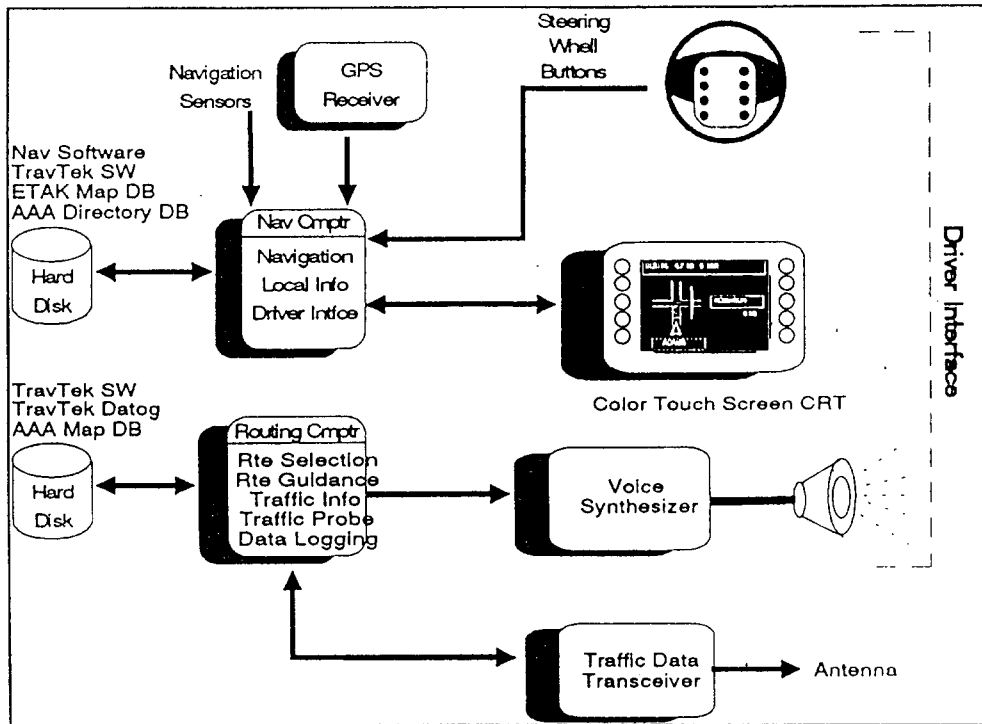 Steering
Whell
Buttons
GPS
Receiver
Navigation
Sensors
Nav Software
TravTek SW
ETAK Map DB
AAA Directory DB
Hard
Disk
Nav Cmptr
Navigation
Local Info
Driver Intfce
Color Touch Screen CRT
Driver Interface
TravTek SW
TravTek Datog
AAA Map DB
Hard
Disk
Routing Cmptr
Rte Selection
Rte Guidance
Traffic Info
Traffic Probe
Data Logging
Voice
Synthesizer
Traffic Data
Transceiver
Antenna